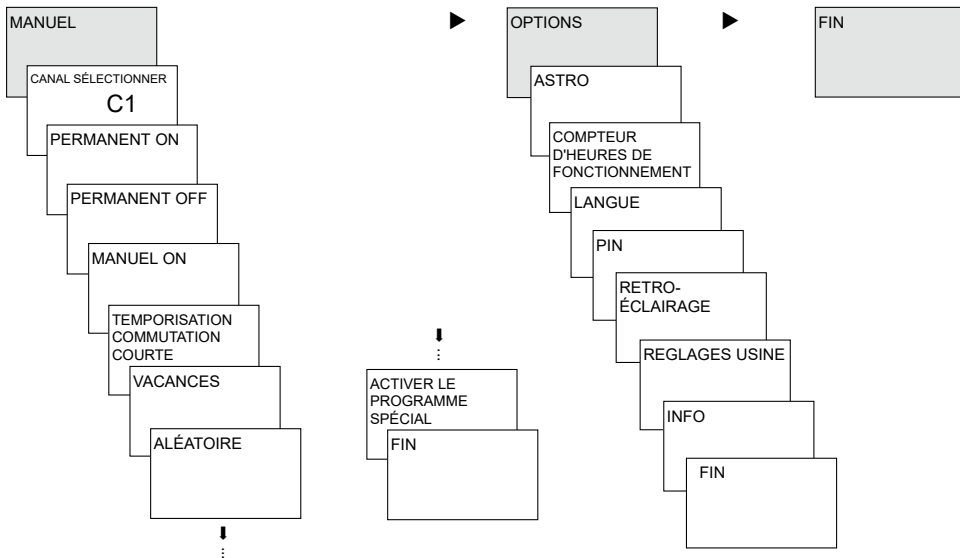 MANUEL
CANAL SÉLECTIONNER
C1
PERMANENT ON
PERMANENT OFF
MANUEL ON
TEMPORISATION
COMMUTATION
COURTE
VACANCES
ALÉATOIRE
ACTIVER LE
PROGRAMME
SPÉCIAL
FIN
OPTIONS
ASTRO
COMPTEUR
D'HEURES DE
FONCTIONNEMENT
LANGUE
PIN
RETRO-
ÉCLAIRAGE
REGLAGES USINE
INFO
FIN
FIN